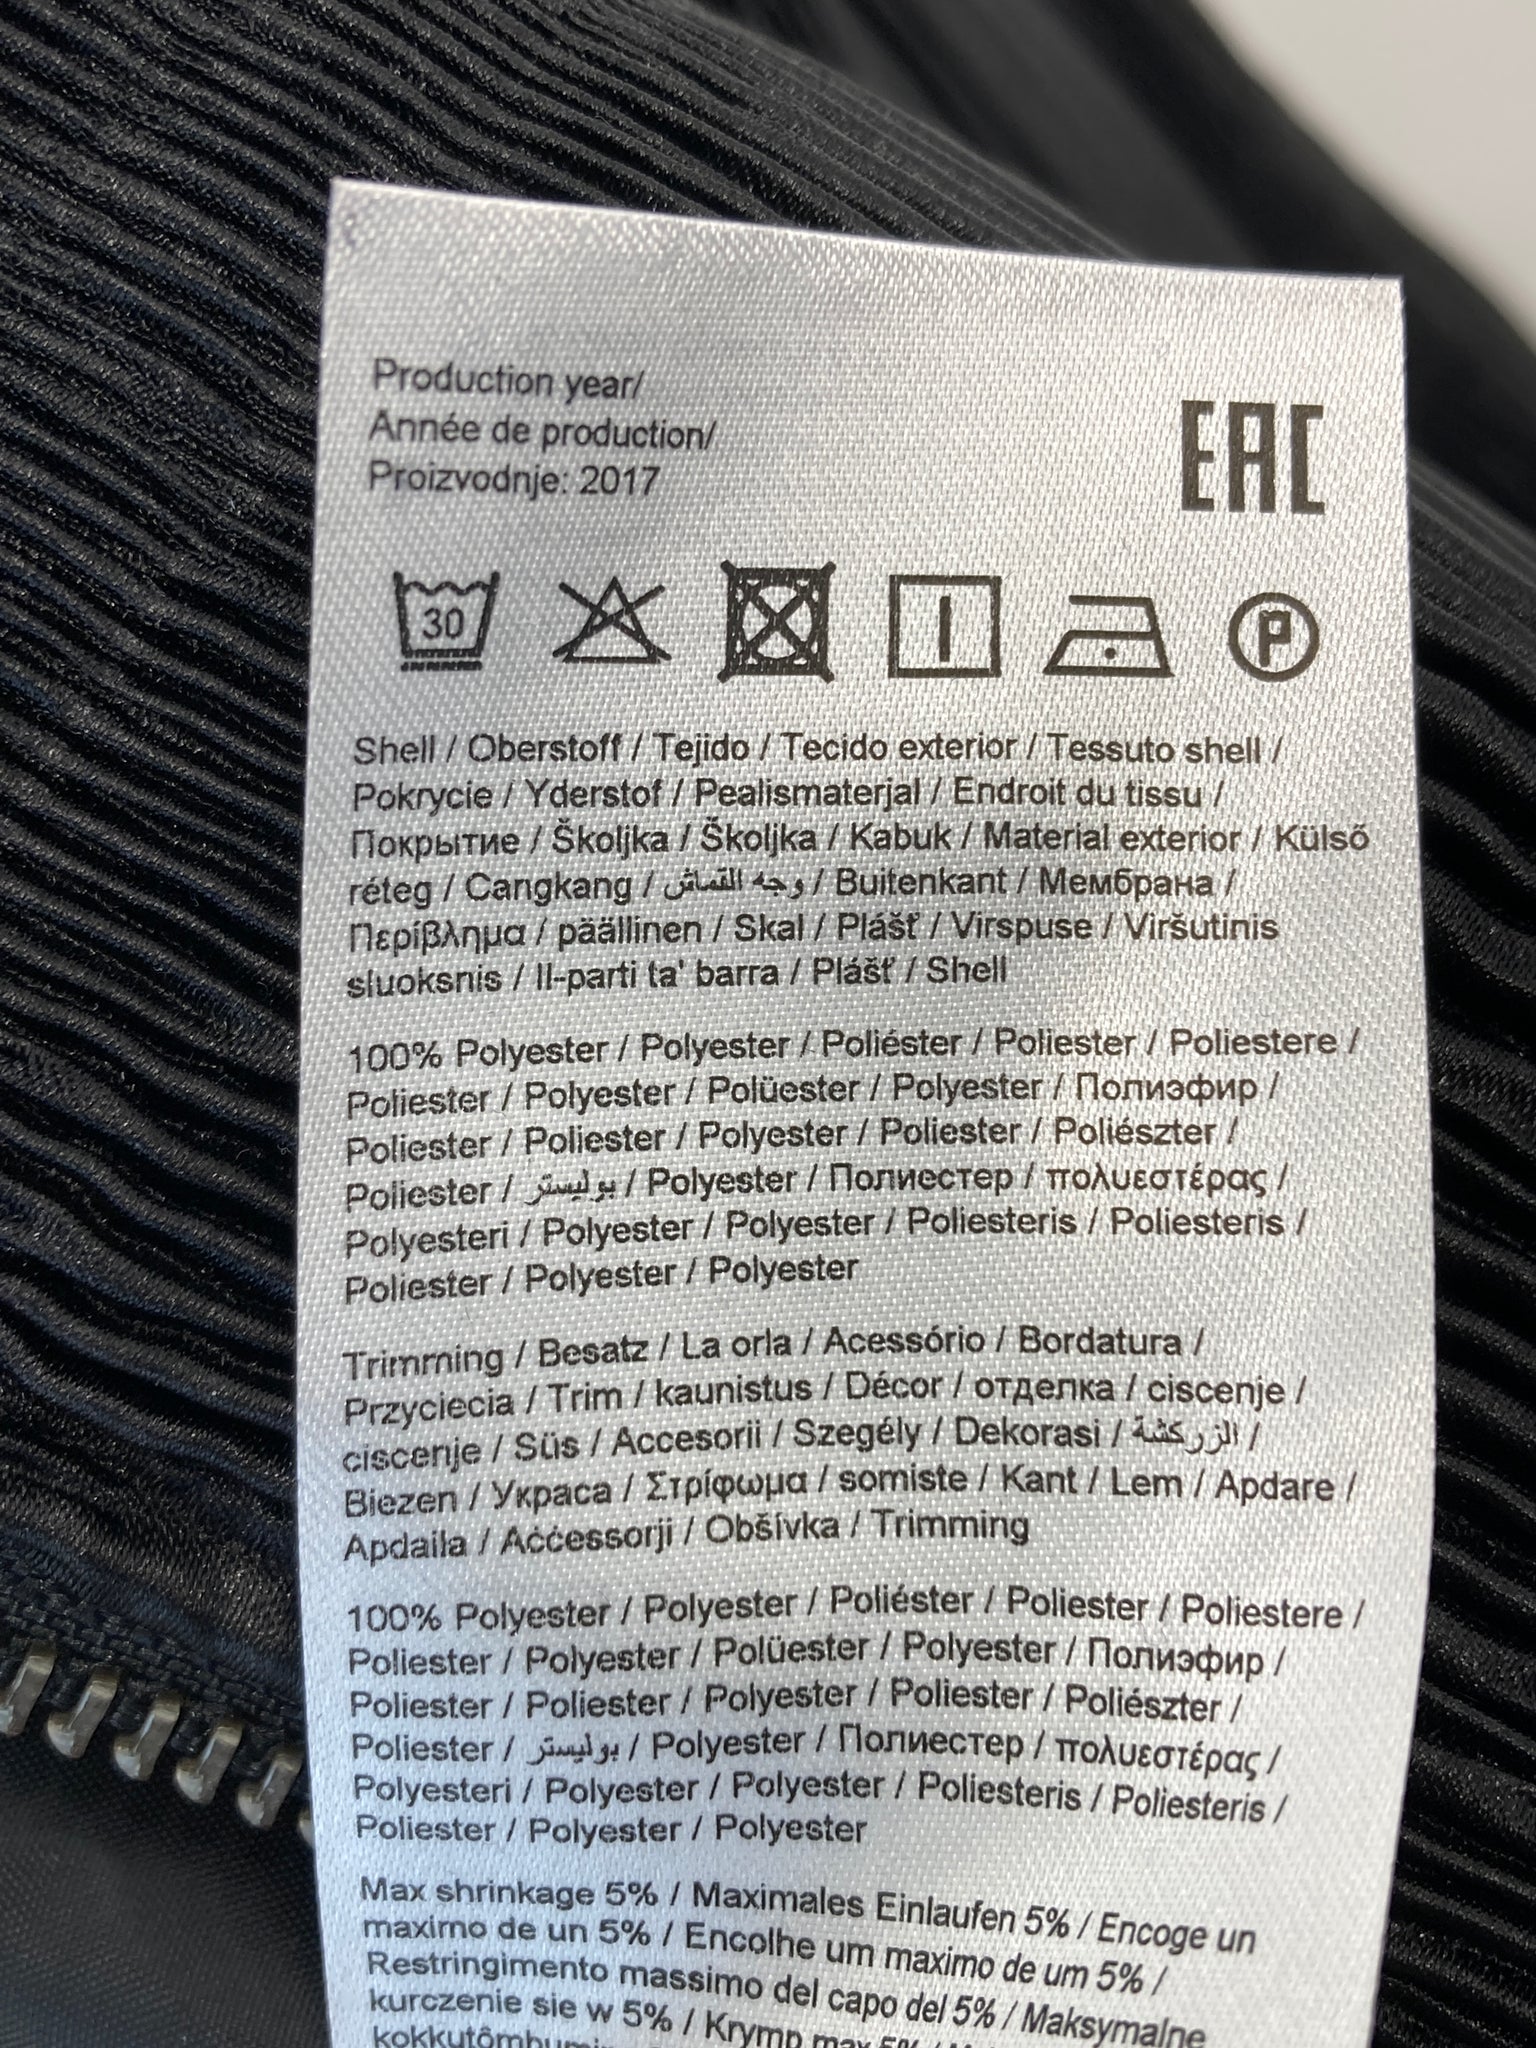 Production year/
Année de production/
Proizvodnje: 2017
EAC
30
P
Shell / Oberstoff / Tejido / Tecido exterior / Tessuto shell /
Pokrycie / Yderstof / Pealismaterjal / Endroit du tissu /
Покрытие / Školjka / Školjka / Kabuk / Material exterior / Külső
réteg / Cangkang / وجه القماش / Buitenkant / Мембрана /
Περίβλημα / päällinen / Skal / Plášť / Virspuse / Viršutinis
sluoksnis / Il-parti ta' barra / Plášť / Shell
100% Polyester / Polyester / Poliéster / Poliester / Poliestere /
Poliester / Polyester / Polüester / Polyester / Полиэфир /
Poliester / Poliester / Polyester / Poliester / Poliészter /
Poliester / بوليستر / Polyester / Полиестер / πολυεστέρας /
Polyesteri / Polyester / Polyester / Poliesteris / Poliesteris /
Poliester / Polyester / Polyester
Trimming / Besatz / La orla / Acessório / Bordatura /
Przyciecia / Trim / kaunistus / Décor / отделка / ciscenje /
ciscenje / Süs / Accesorii / Szegély / Dekorasi / الزركشة /
Biezen / Украса / Στρίφωμα / somiste / Kant / Lem / Apdare /
Apdaila / Aċċessorji / Obšívka / Trimming
100% Polyester / Polyester / Poliéster / Poliester / Poliestere /
Poliester / Polyester / Polüester / Polyester / Полиэфир /
Poliester / Poliester / Polyester / Poliester / Poliészter /
Poliester / بوليستر / Polyester / Полиестер / πολυεστέρας /
Polyesteri / Polyester / Polyester / Poliesteris / Poliesteris /
Poliester / Polyester / Polyester
Max shrinkage 5% / Maximales Einlaufen 5% / Encoge un
maximo de un 5% / Encolhe um maximo de um 5% /
Restringimento massimo del capo del 5% / Maksymalne
kurczenie sie w 5% / Krymp max 5% /